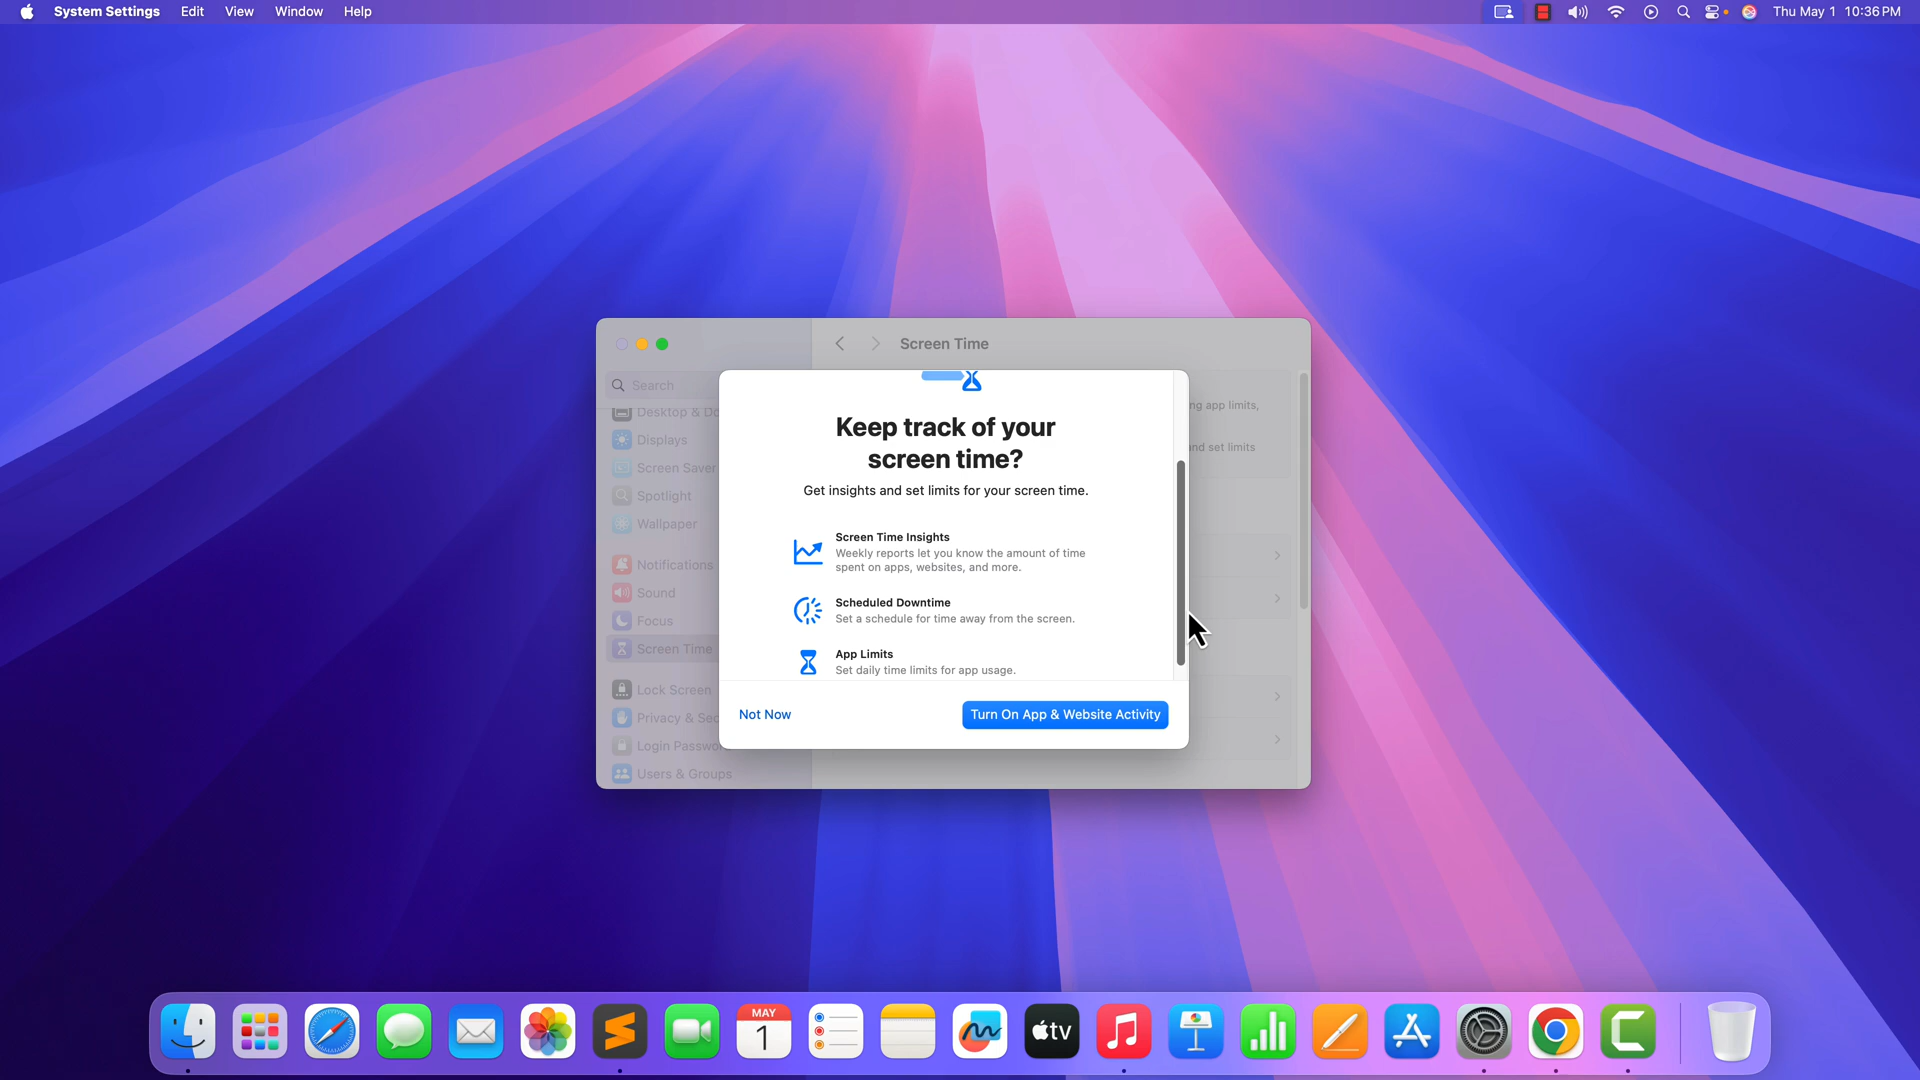 System Settings Edit View Window Help
Thu May 1 10:36 PM
Screen Time
Search
Desktop & Do
Displays
Screen Saver
Spotlight
Wallpaper
Notifications
Sound
Focus
Screen Time
Lock Screen
Privacy & Sec
Login Passwo
Users & Groups
ng app limits,
nd set limits
Keep track of your
screen time?
Get insights and set limits for your screen time.
Screen Time Insights
Weekly reports let you know the amount of time
spent on apps, websites, and more.
Scheduled Downtime
Set a schedule for time away from the screen.
App Limits
Set daily time limits for app usage.
Not Now
Turn On App & Website Activity
MAY
1
tv